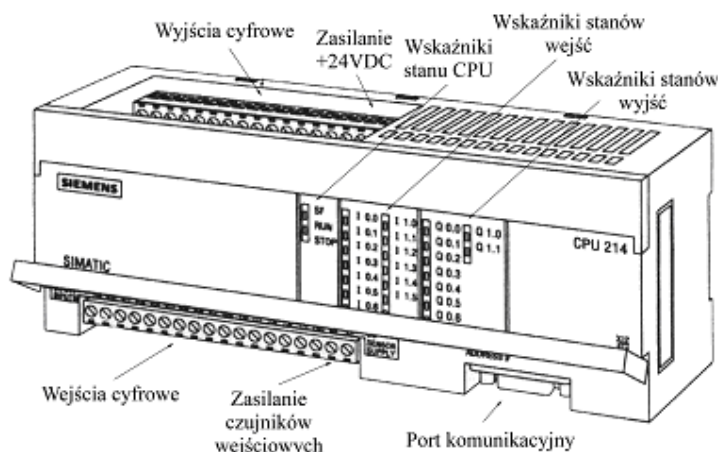 Wyjścia cyfrowe
Zasilanie
+24VDC
Wskaźniki
stanu CPU
Wskaźniki stanów
wejść
Wskaźniki stanów
wyjść
SIEMENS
SIMATIC
SF
RUN
STOP
I 0.0
I 0.1
I 0.2
I 0.3
I 0.4
I 0.5
I 0.6
I 1.0
I 1.1
I 1.2
I 1.3
I 1.4
I 1.5
Q 0.0
Q 0.1
Q 0.2
Q 0.3
Q 0.4
Q 0.5
Q 0.6
Q 1.0
Q 1.1
CPU 214
SENSOR
SUPPLY
Wejścia cyfrowe
Zasilanie
czujników
wejściowych
Port komunikacyjny